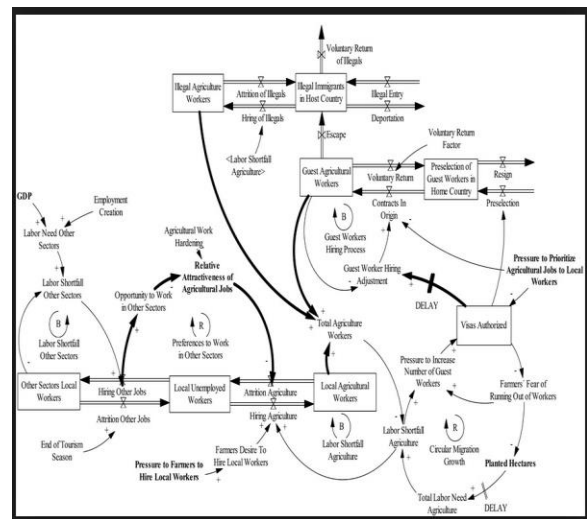 Voluntary Return
of Illegals
Illegal Agriculture
Workers
Attrition of Illegals
Hring of Illegals
Illegal Immigrants
in Host Country
Illegal Entry
Deportation
<Labor Shortfall
Agriculture>
Escape
Voluntary Return
Factor
Guest Agricultural
Workers
Voluntary Return
Contracts In
Origin
Preselection of
Guest Workers in
Home Country
Resign
Preselection
GDP
Employment
Creation
Labor Need Other
Sectors
Agricultural Work
Hardening
B
Guest Workers
Hiring Process
Relative
Attractiveness of
Agricultural Jobs
Guest Worker Hiring
Adjustment
Pressure to Prioritize
Agricultural Jobs to Local
Workers
Labor Shortfall
Other Sectors
Opportunity to Work
in Other Sectors
DELAY
B
Labor Shortfall
Other Sectors
R
Preferences to Work
in Other Sectors
Total Agriculture
Workers
Visas Authorized
Pressure to Increase
Number of Guest
Workers
Other Sectors Local
Workers
Hiring Other Jobs
Attrition Other Jobs
Local Unemployed
Workers
Attrition Agriculture
Hiring Agriculture
Local Agricultural
Workers
Farmers' Fear of
Running Out of Workers
End of Tourism
Season
Pressure to Farmers to
Hire Local Workers
Farmers Desire To
Hire Local Workers
B
Labor Shortfall
Agriculture
Labor Shortfall
Agriculture
R
Circular Migration
Growth
Planted Hectares
Total Labor Need
Agriculture
DELAY